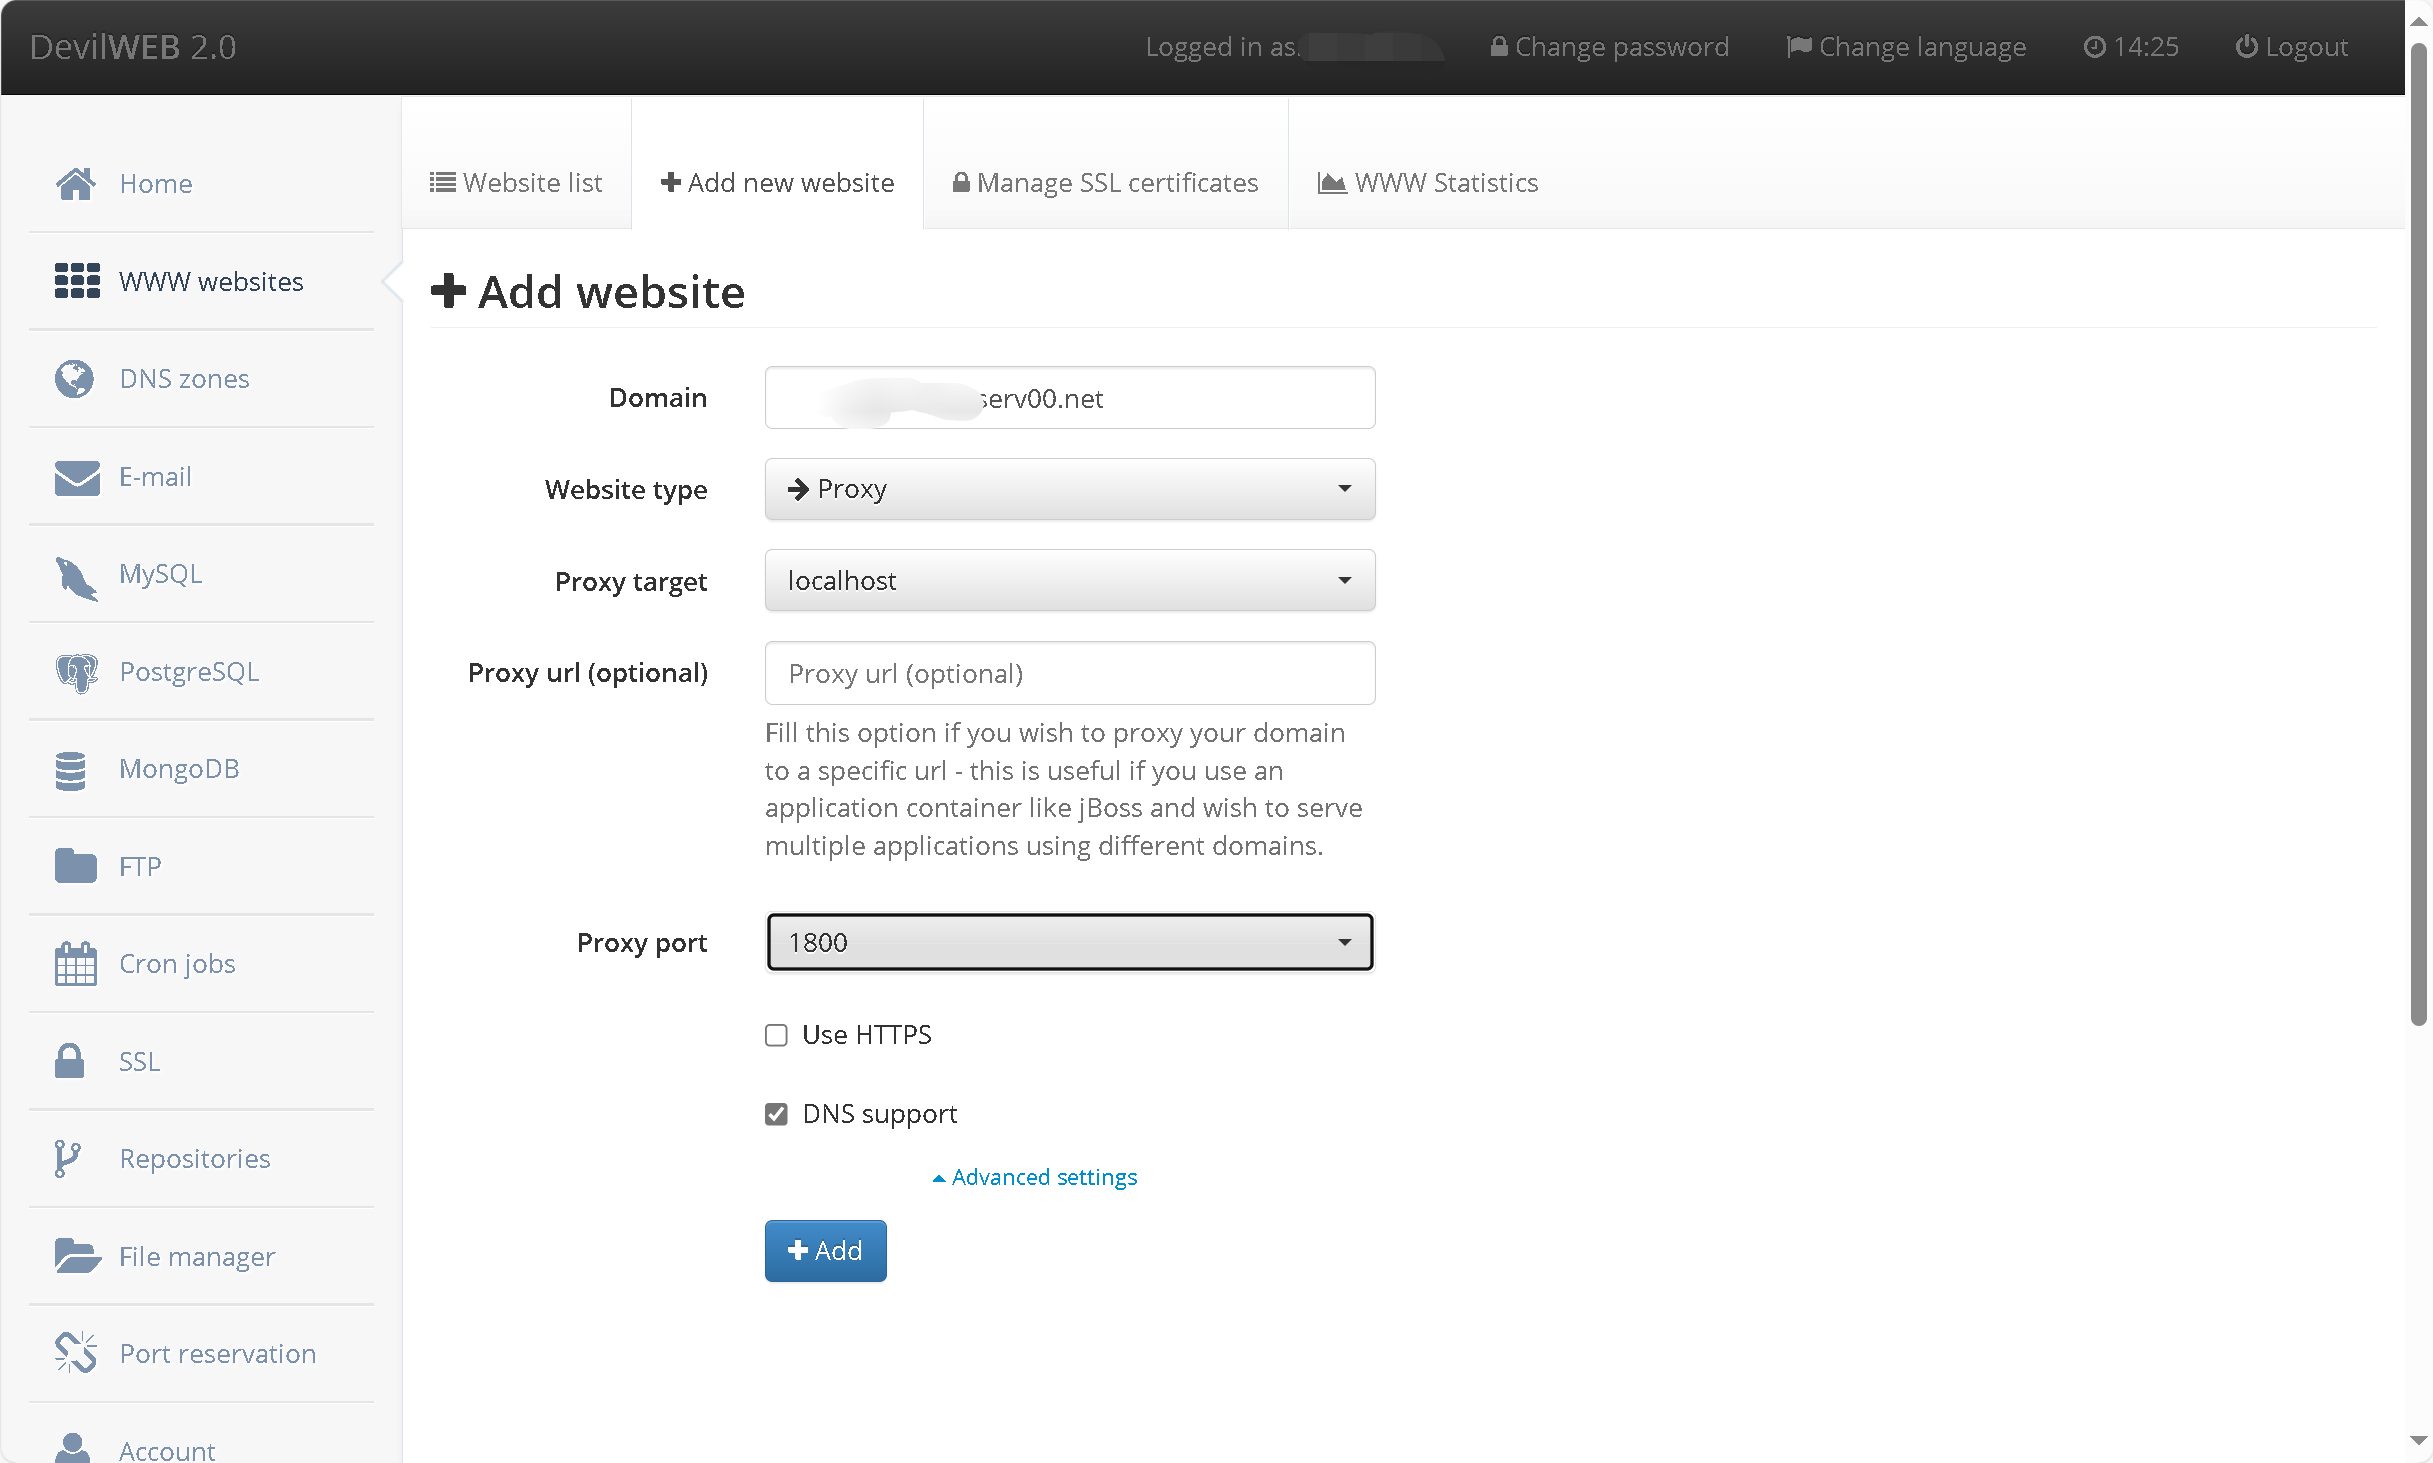 DevilWEB 2.0
Logged in as:
Change password
Change language
14:25
Logout
Home
WWW websites
DNS zones
E-mail
MySQL
PostgreSQL
MongoDB
FTP
Cron jobs
SSL
Repositories
File manager
Port reservation
Account
Website list
Add new website
Manage SSL certificates
WWW Statistics
Add website
Domain
serv00.net
Website type
Proxy
Proxy target
localhost
Proxy url (optional)
Proxy url (optional)
Fill this option if you wish to proxy your domain
to a specific url - this is useful if you use an
application container like jBoss and wish to serve
multiple applications using different domains.
Proxy port
1800
Use HTTPS
DNS support
Advanced settings
Add